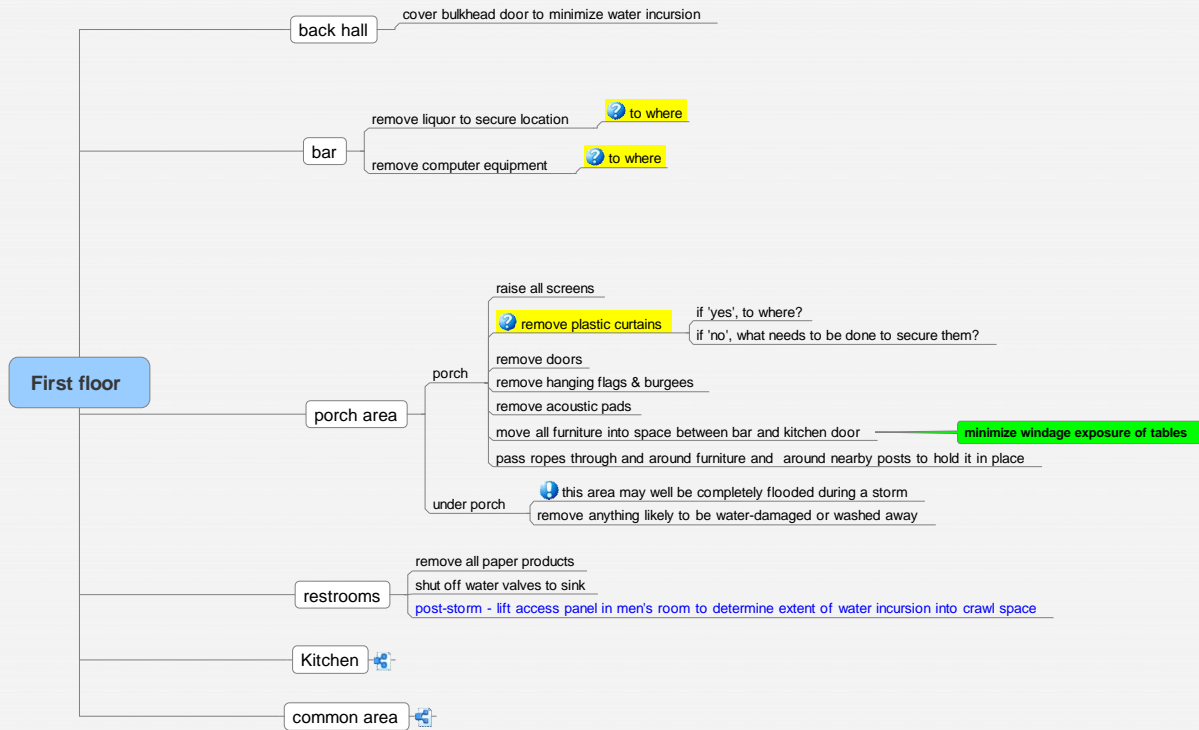 First floor
back hall
cover bulkhead door to minimize water incursion
bar
remove liquor to secure location
to where
remove computer equipment
to where
porch area
porch
raise all screens
remove plastic curtains
if 'yes', to where?
if 'no', what needs to be done to secure them?
remove doors
remove hanging flags & burgees
remove acoustic pads
move all furniture into space between bar and kitchen door
minimize windage exposure of tables
pass ropes through and around furniture and around nearby posts to hold it in place
under porch
this area may well be completely flooded during a storm
remove anything likely to be water-damaged or washed away
restrooms
remove all paper products
shut off water valves to sink
post-storm - lift access panel in men's room to determine extent of water incursion into crawl space
Kitchen
common area